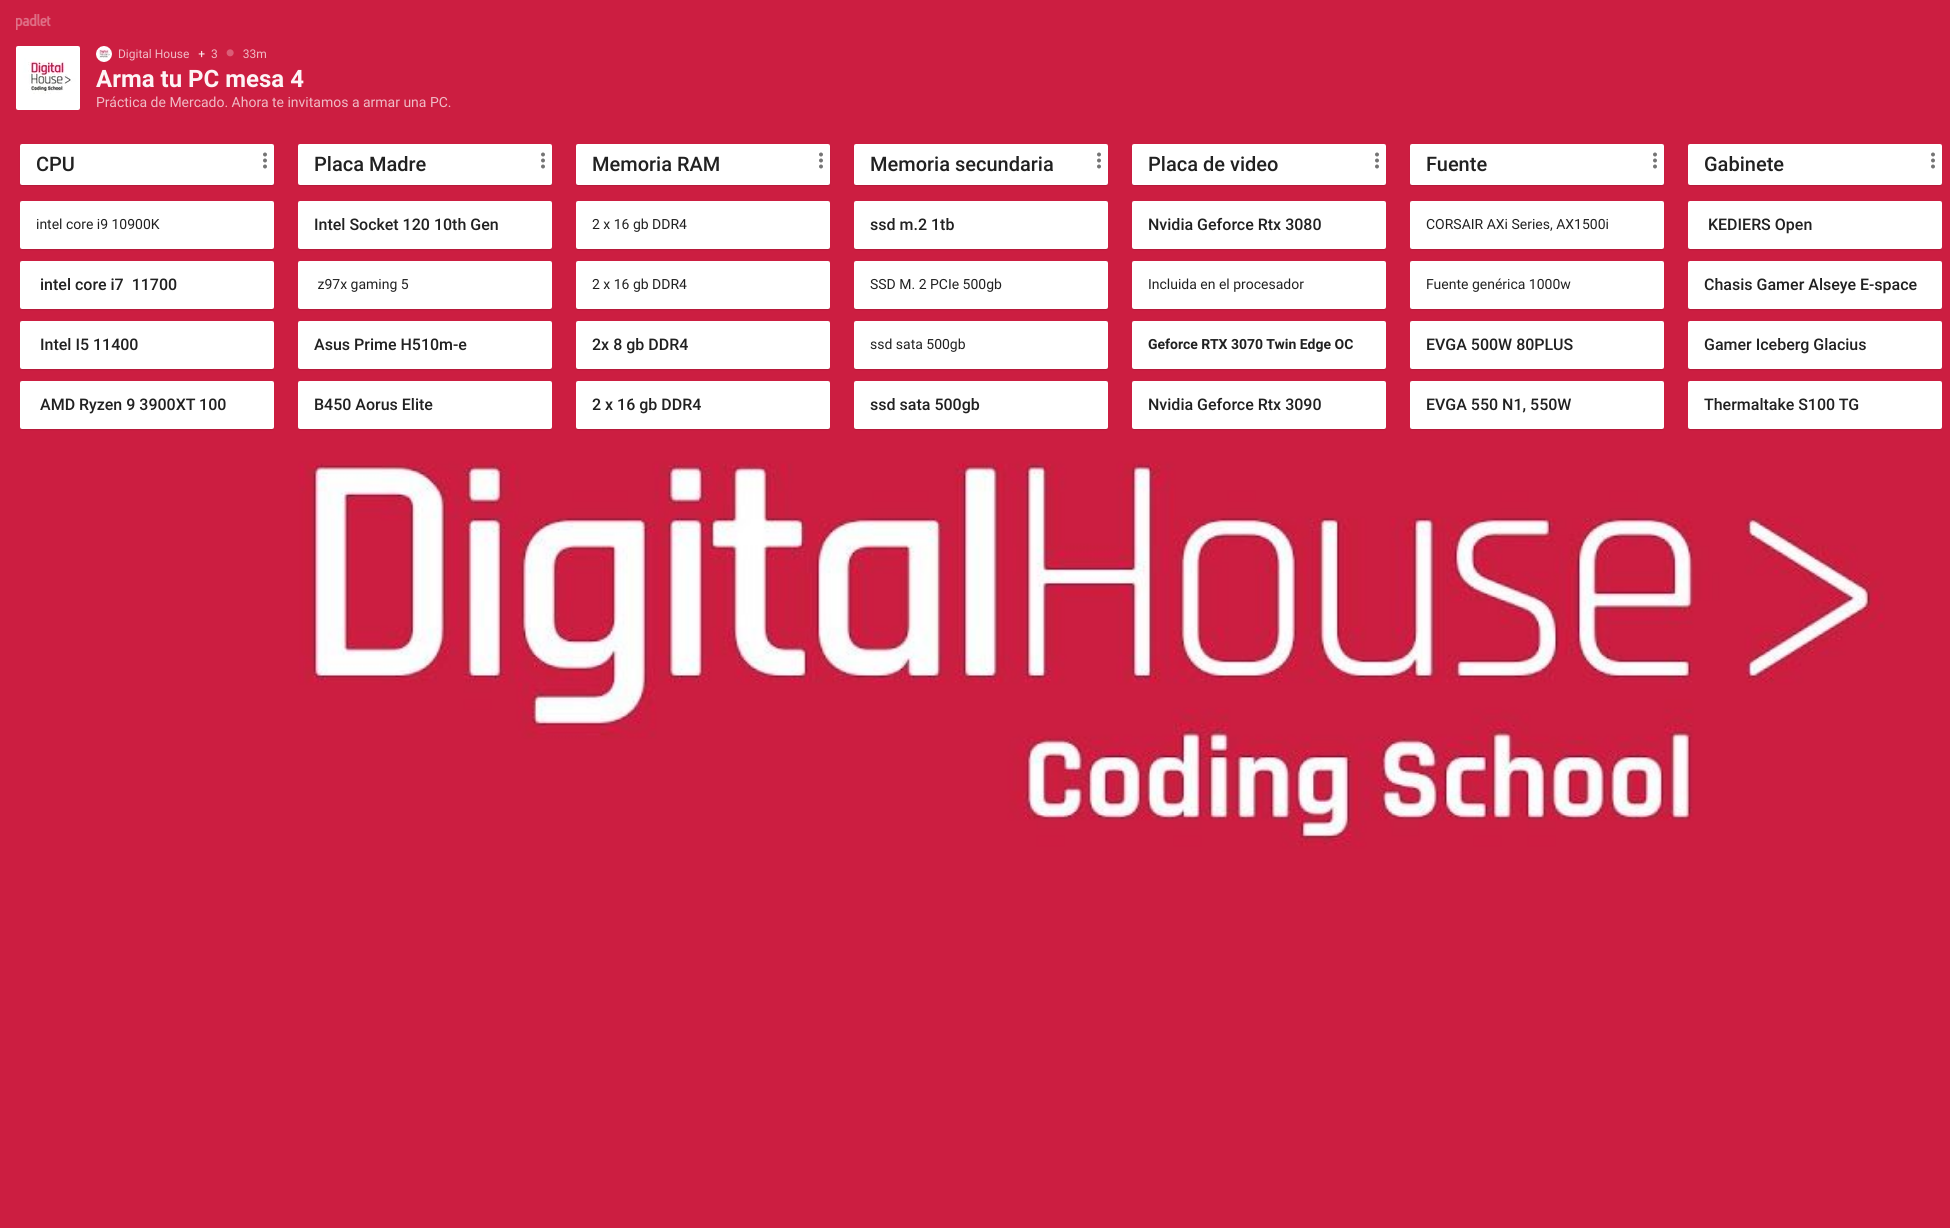 padlet
Digital House + 3 33m
Arma tu PC mesa 4
Práctica de Mercado. Ahora te invitamos a armar una PC.
Digital
House>
Coding School
CPU
intel core i9 10900K
intel core i7 11700
Intel I5 11400
AMD Ryzen 9 3900XT 100
Placa Madre
Intel Socket 120 10th Gen
z97x gaming 5
Asus Prime H510m-e
B450 Aorus Elite
Memoria RAM
2 x 16 gb DDR4
2 x 16 gb DDR4
2x 8 gb DDR4
2 x 16 gb DDR4
Memoria secundaria
ssd m.2 1tb
SSD M. 2 PCIe 500gb
ssd sata 500gb
ssd sata 500gb
Placa de video
Nvidia Geforce Rtx 3080
Incluida en el procesador
Geforce RTX 3070 Twin Edge OC
Nvidia Geforce Rtx 3090
Fuente
CORSAIR AXi Series, AX1500i
Fuente genérica 1000w
EVGA 500W 80PLUS
EVGA 550 N1, 550W
Gabinete
KEDIERS Open
Chasis Gamer Alseye E-space
Gamer Iceberg Glacius
Thermaltake S100 TG
DigitalHouse>
Coding School